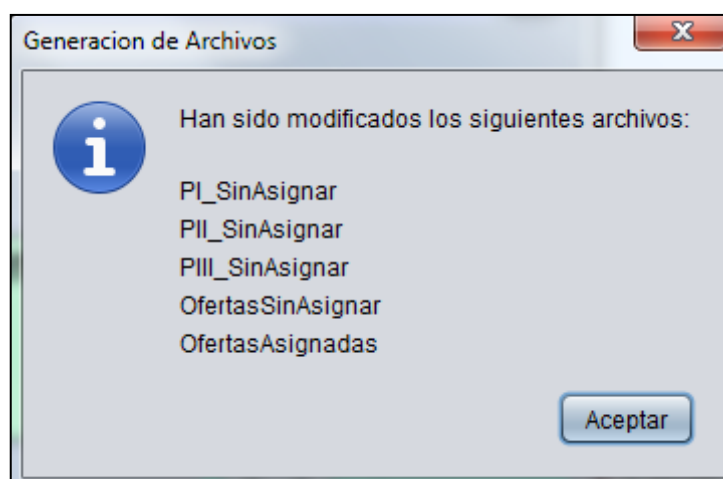 Generacion de Archivos
Han sido modificados los siguientes archivos:
PI_SinAsignar
PII_SinAsignar
PIII_SinAsignar
OfertasSinAsignar
OfertasAsignadas
Aceptar